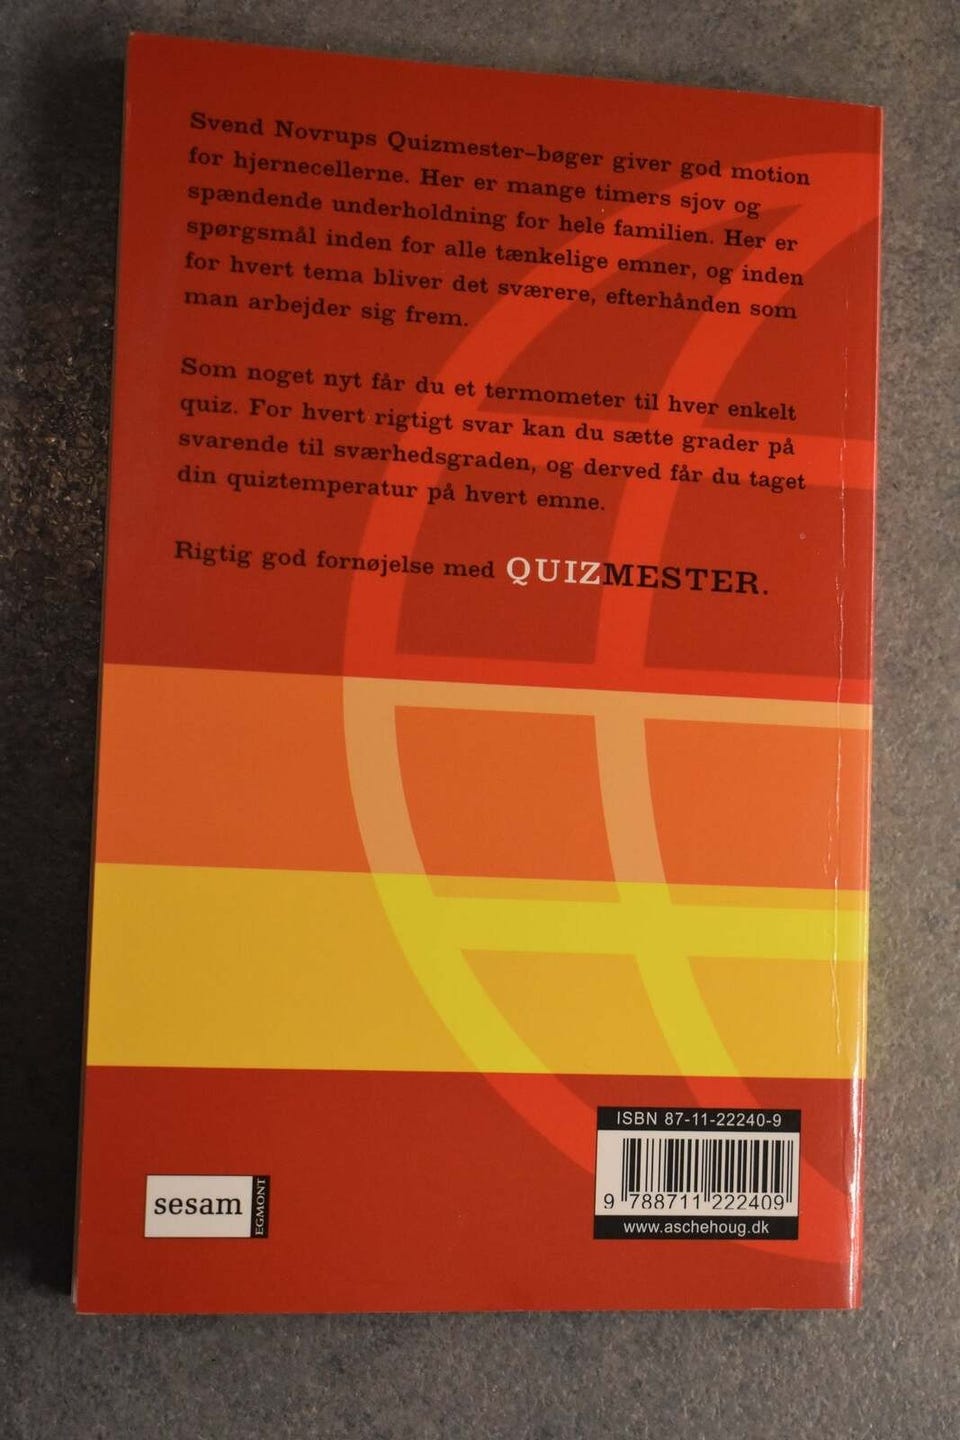 Svend Novrups Quizmester-bøger giver god motion
for hjernecellerne. Her er mange timers sjov og
spændende underholdning for hele familien. Her er
spørgsmål inden for alle tænkelige emner, og inden
for hvert tema bliver det sværere, efterhånden som
man arbejder sig frem.
Som noget nyt får du et termometer til hver enkelt
quiz. For hvert rigtigt svar kan du sætte grader på
svarende til sværhedsgraden, og derved får du taget
din quiztemperatur på hvert emne.
Rigtig god fornøjelse med QUIZMESTER.
sesam
EGMONT
ISBN 87-11-22240-9
9 788711 222409
www.aschehoug.dk